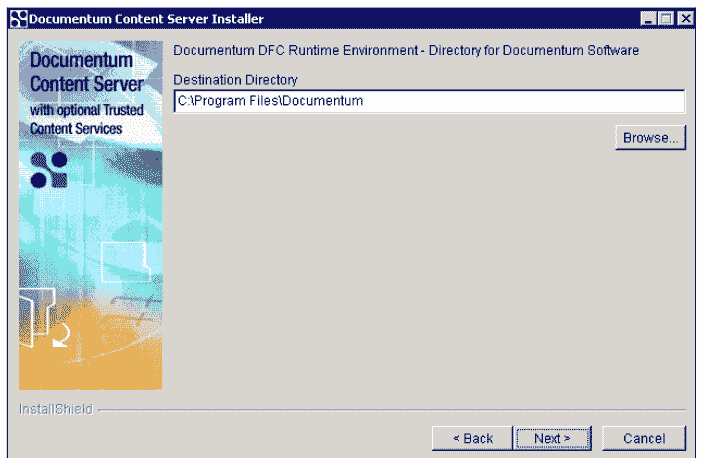 Documentum Content Server Installer
Documentum
Content Server
with optional Trusted
Content Services
Documentum DFC Runtime Environment - Directory for Documentum Software
Destination Directory
C:\Program Files\Documentum
Browse...
InstallShield
< Back
Next >
Cancel